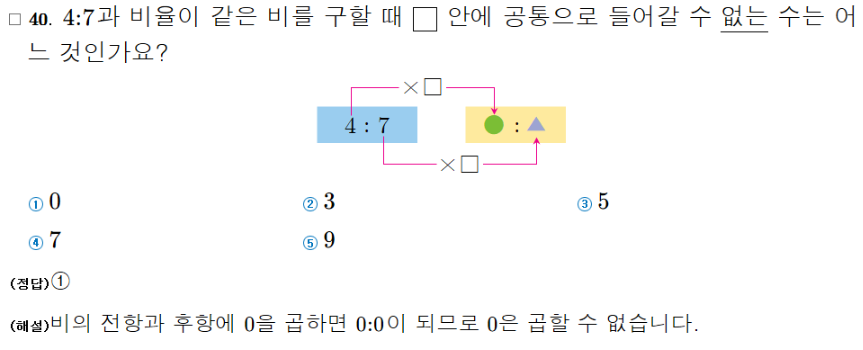 □ 40. 4:7과 비율이 같은 비를 구할 때 □ 안에 공통으로 들어갈 수 없는 수는 어
느 것인가요?
×□
4 : 7 ● : ▲
×□
① 0 ② 3 ③ 5
④ 7 ⑤ 9
(정답)①
(해설)비의 전항과 후항에 0을 곱하면 0:0이 되므로 0은 곱할 수 없습니다.